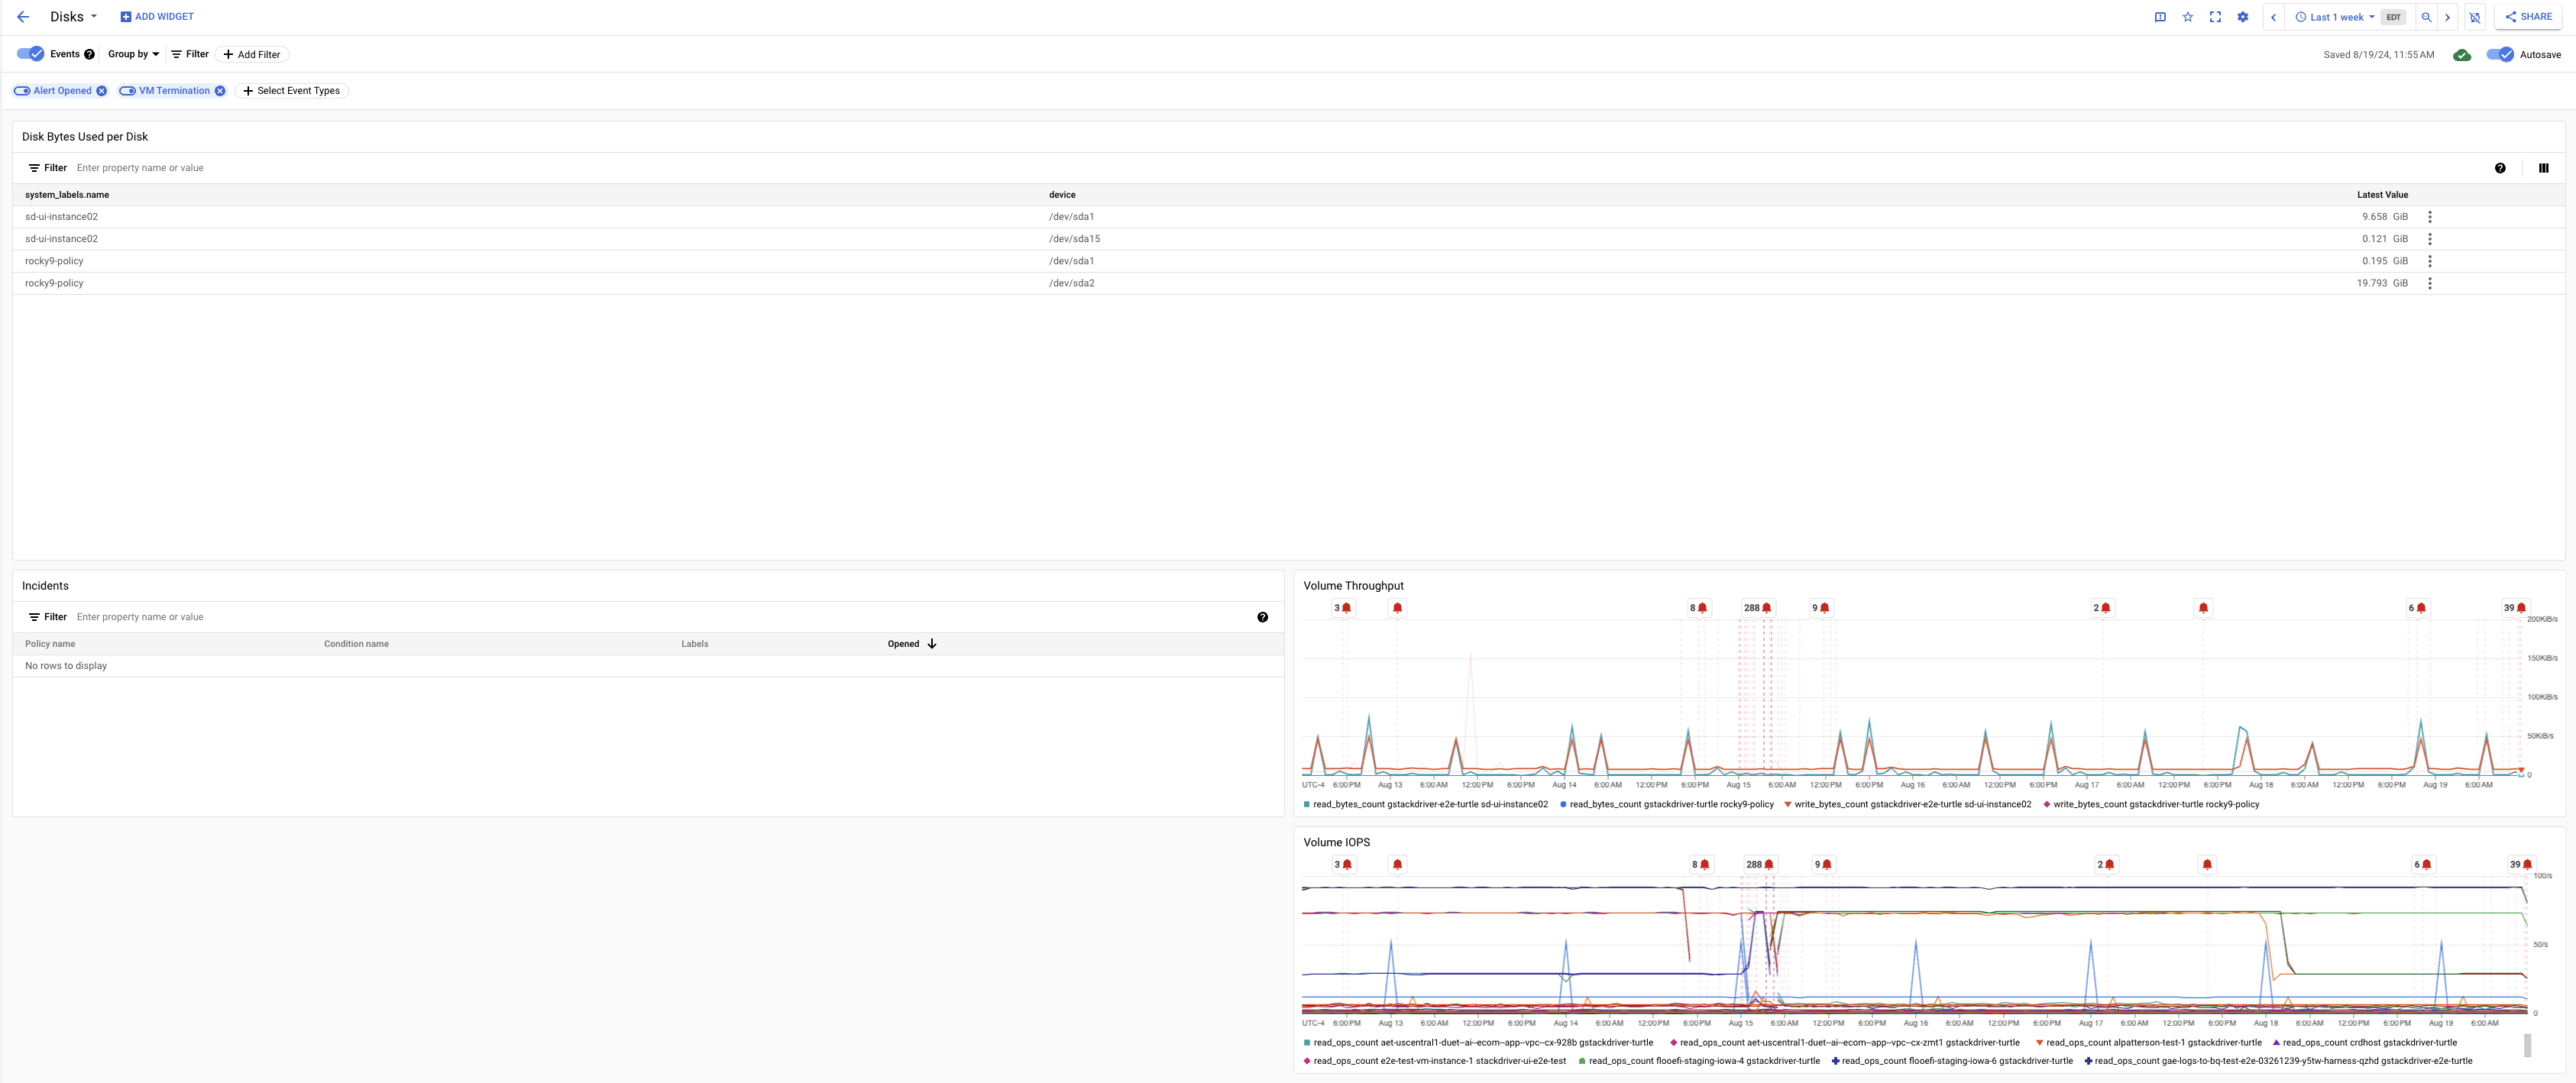 Disks
ADD WIDGET
Last 1 week
EDT
SHARE
Events
Group by
Filter
Add Filter
Saved 8/19/24, 11:55 AM
Autosave
Alert Opened
VM Termination
Select Event Types
Disk Bytes Used per Disk
Filter Enter property name or value
system_labels.name device Latest Value
sd-ui-instance02 /dev/sda1 9.658 GiB
sd-ui-instance02 /dev/sda15 0.121 GiB
rocky9-policy /dev/sda1 0.195 GiB
rocky9-policy /dev/sda2 19.793 GiB
Incidents
Filter Enter property name or value
Policy name Condition name Labels Opened
No rows to display
Volume Throughput
3 8 288 9 2 6 39
200KiB/s
150KiB/s
100KiB/s
50KiB/s
0
UTC-4 6:00 PM Aug 13 6:00 AM 12:00 PM 6:00 PM Aug 14 6:00 AM 12:00 PM 6:00 PM Aug 15 6:00 AM 12:00 PM 6:00 PM Aug 16 6:00 AM 12:00 PM 6:00 PM Aug 17 6:00 AM 12:00 PM 6:00 PM Aug 18 6:00 AM 12:00 PM 6:00 PM Aug 19 6:00 AM
read_bytes_count gstackdriver-e2e-turtle sd-ui-instance02 read_bytes_count gstackdriver-turtle rocky9-policy write_bytes_count gstackdriver-e2e-turtle sd-ui-instance02 write_bytes_count gstackdriver-turtle rocky9-policy
Volume IOPS
3 8 288 9 2 6 39
100/s
50/s
0
UTC-4 6:00 PM Aug 13 6:00 AM 12:00 PM 6:00 PM Aug 14 6:00 AM 12:00 PM 6:00 PM Aug 15 6:00 AM 12:00 PM 6:00 PM Aug 16 6:00 AM 12:00 PM 6:00 PM Aug 17 6:00 AM 12:00 PM 6:00 PM Aug 18 6:00 AM 12:00 PM 6:00 PM Aug 19 6:00 AM
read_ops_count aet-uscentral1-duet--ai--ecom--app--vpc--cx-928b gstackdriver-turtle read_ops_count aet-uscentral1-duet--ai--ecom--app--vpc--cx-zmt1 gstackdriver-turtle read_ops_count alpatterson-test-1 gstackdriver-turtle read_ops_count crdhost gstackdriver-turtle
read_ops_count e2e-test-vm-instance-1 stackdriver-ui-e2e-test read_ops_count flooefi-staging-iowa-4 gstackdriver-turtle read_ops_count flooefi-staging-iowa-6 gstackdriver-turtle read_ops_count gae-logs-to-bq-test-e2e-03261239-y5tw-harness-qzhd gstackdriver-e2e-turtle